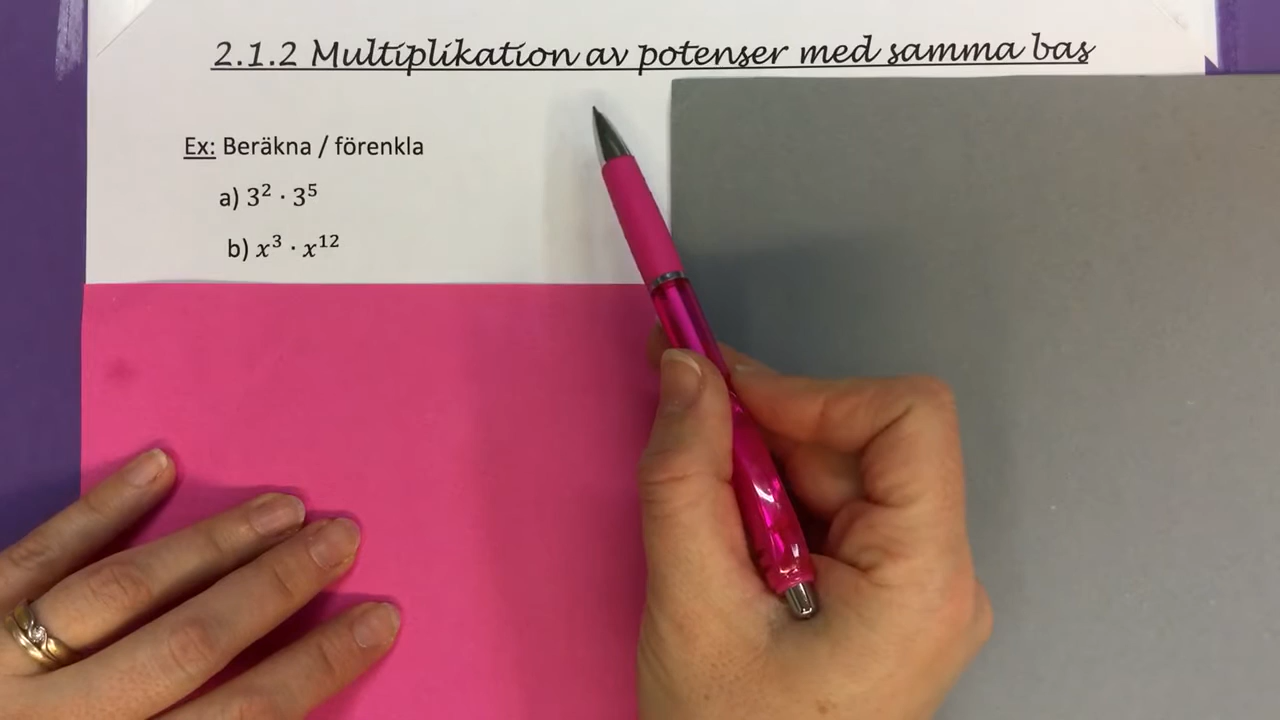 2.1.2 Multiplikation av potenser med samma bas
Ex: Beräkna / förenkla
a) 3² · 3⁵
b) x³ · x¹²